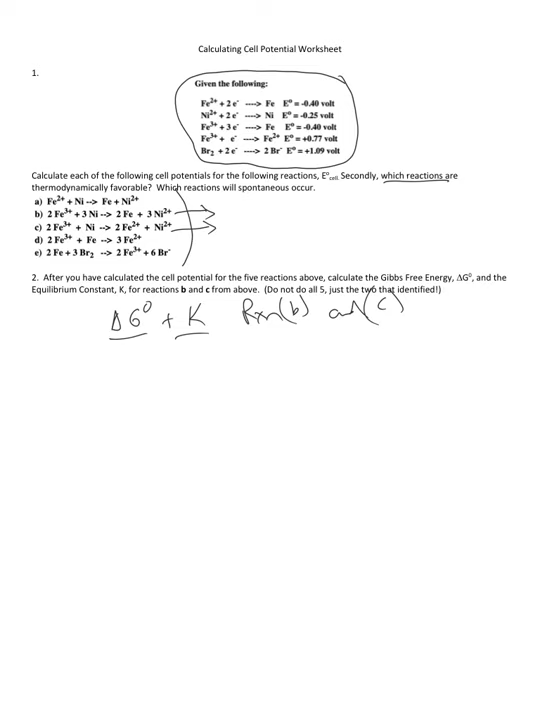 Calculating Cell Potential Worksheet
1.
Given the following:
Fe²⁺ + 2 e⁻ ----> Fe E° = -0.40 volt
Ni²⁺ + 2 e⁻ ----> Ni E° = -0.25 volt
Fe³⁺ + 3 e⁻ ----> Fe E° = -0.40 volt
Fe³⁺ + e⁻ ----> Fe²⁺ E° = +0.77 volt
Br₂ + 2 e⁻ ----> 2 Br⁻ E° = +1.09 volt
Calculate each of the following cell potentials for the following reactions, E°cell. Secondly, which reactions are
thermodynamically favorable? Which reactions will spontaneous occur.
a) Fe²⁺ + Ni --> Fe + Ni²⁺
b) 2 Fe³⁺ + 3 Ni --> 2 Fe + 3 Ni²⁺
c) 2 Fe³⁺ + Ni --> 2 Fe²⁺ + Ni²⁺
d) 2 Fe³⁺ + Fe --> 3 Fe²⁺
e) 2 Fe + 3 Br₂ --> 2 Fe³⁺ + 6 Br⁻
2. After you have calculated the cell potential for the five reactions above, calculate the Gibbs Free Energy, ΔG°, and the
Equilibrium Constant, K, for reactions b and c from above. (Do not do all 5, just the two that identified!)
ΔG° + K Rxn (b) and (c)